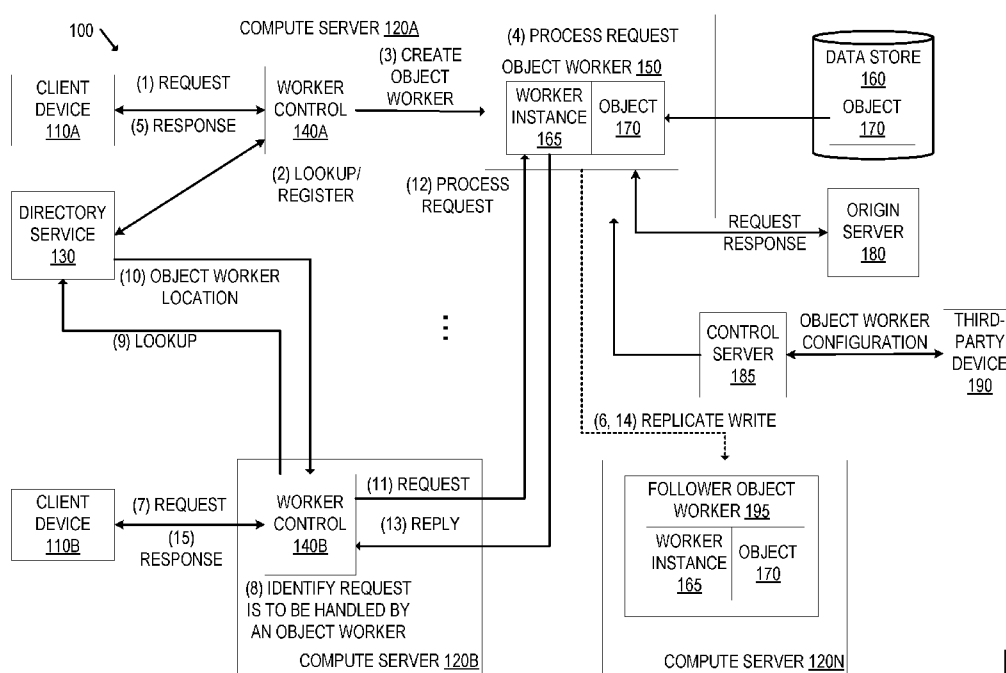 100
COMPUTE SERVER 120A
CLIENT
DEVICE
110A
(1) REQUEST
(5) RESPONSE
WORKER
CONTROL
140A
(3) CREATE
OBJECT
WORKER
(4) PROCESS REQUEST
OBJECT WORKER 150
WORKER
INSTANCE
165
OBJECT
170
DATA STORE
160
OBJECT
170
(2) LOOKUP/
REGISTER
(12) PROCESS
REQUEST
DIRECTORY
SERVICE
130
REQUEST
RESPONSE
ORIGIN
SERVER
180
(10) OBJECT WORKER
LOCATION
(9) LOOKUP
...
CONTROL
SERVER
185
OBJECT WORKER
CONFIGURATION
THIRD-
PARTY
DEVICE
190
(6, 14) REPLICATE WRITE
CLIENT
DEVICE
110B
(7) REQUEST
(15)
RESPONSE
WORKER
CONTROL
140B
(11) REQUEST
(13) REPLY
(8) IDENTIFY REQUEST
IS TO BE HANDLED BY
AN OBJECT WORKER
COMPUTE SERVER 120B
FOLLOWER OBJECT
WORKER 195
WORKER
INSTANCE
165
OBJECT
170
COMPUTE SERVER 120N